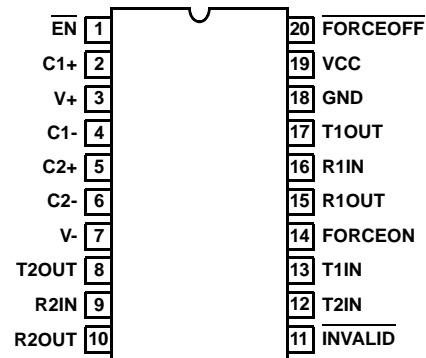 EN 1 20 FORCEOFF
C1+ 2 19 VCC
V+ 3 18 GND
C1- 4 17 T1OUT
C2+ 5 16 R1IN
C2- 6 15 R1OUT
V- 7 14 FORCEON
T2OUT 8 13 T1IN
R2IN 9 12 T2IN
R2OUT 10 11 INVALID